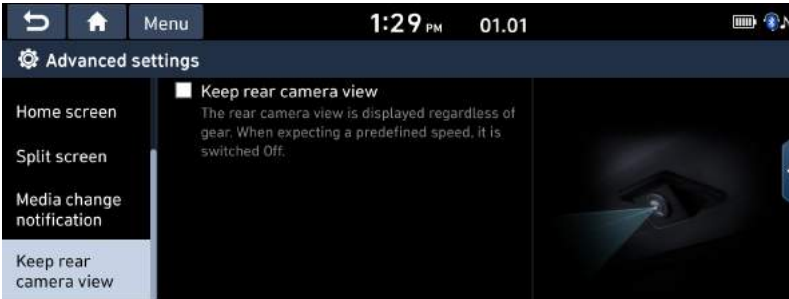 Menu
1:29 PM
01.01
Advanced settings
Home screen
Split screen
Media change
notification
Keep rear
camera view
Keep rear camera view
The rear camera view is displayed regardless of
gear. When expecting a predefined speed, it is
switched Off.